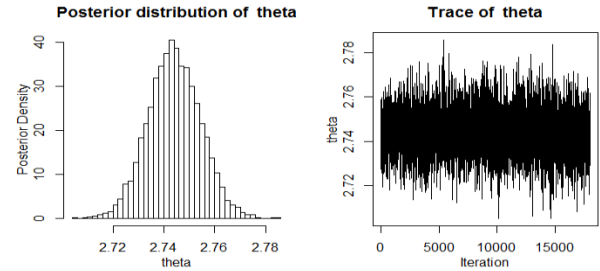 Posterior distribution of theta
Posterior Density
40
30
20
10
0
2.72 2.74 2.76 2.78
theta
Trace of theta
theta
2.78
2.76
2.74
2.72
0 5000 10000 15000
Iteration